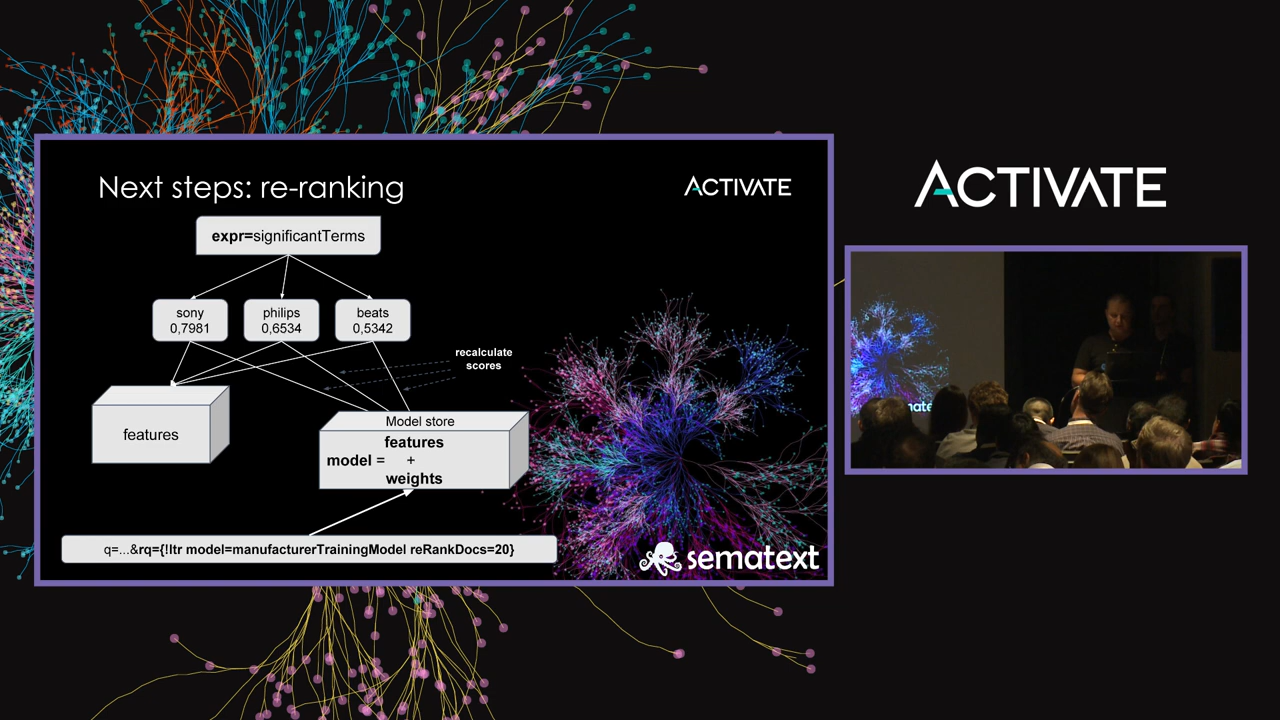 Next steps: re-ranking
ACTIVATE
expr=significantTerms
sony
0,7981
philips
0,6534
beats
0,5342
recalculate
scores
features
Model store
features
model = +
weights
q=...&rq={!ltr model=manufacturerTrainingModel reRankDocs=20}
sematext
ACTIVATE
mate